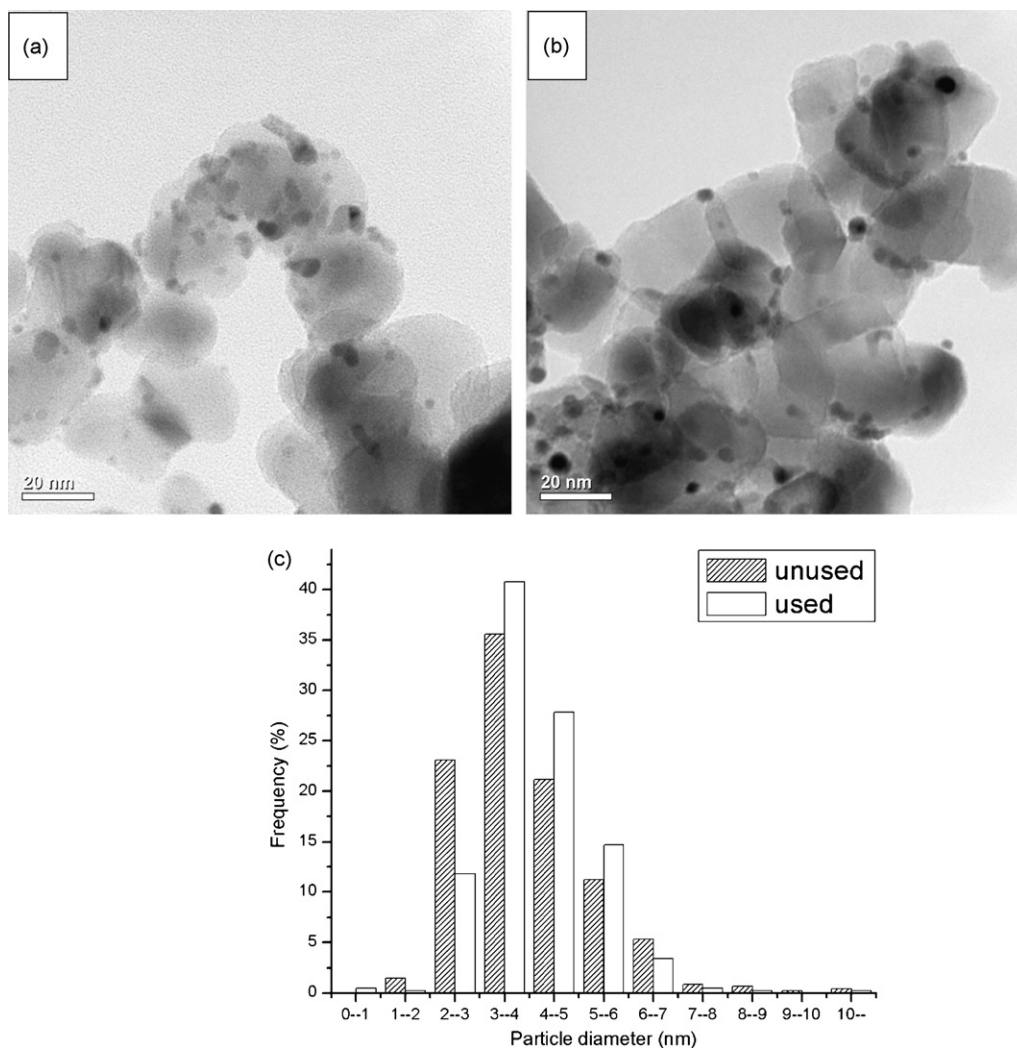 (a)
(b)
20 nm
20 nm
(c)
unused
used
40
35
30
25
20
15
10
5
0
Frequency (%)
0--1 1--2 2--3 3--4 4--5 5--6 6--7 7--8 8--9 9--10 10--
Particle diameter (nm)